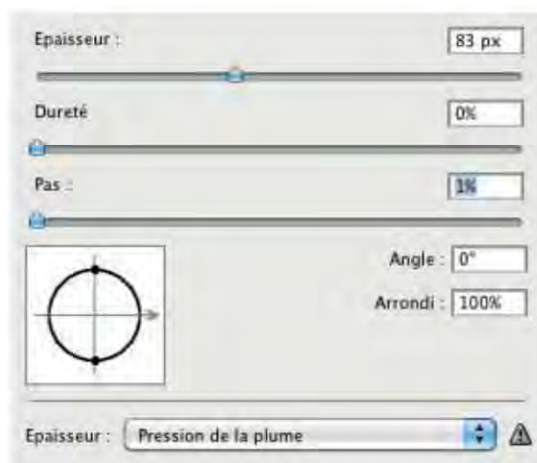 Epaisseur : 83 px
Dureté 0%
Pas : 1%
Angle : 0°
Arrondi : 100%
Epaisseur : Pression de la plume